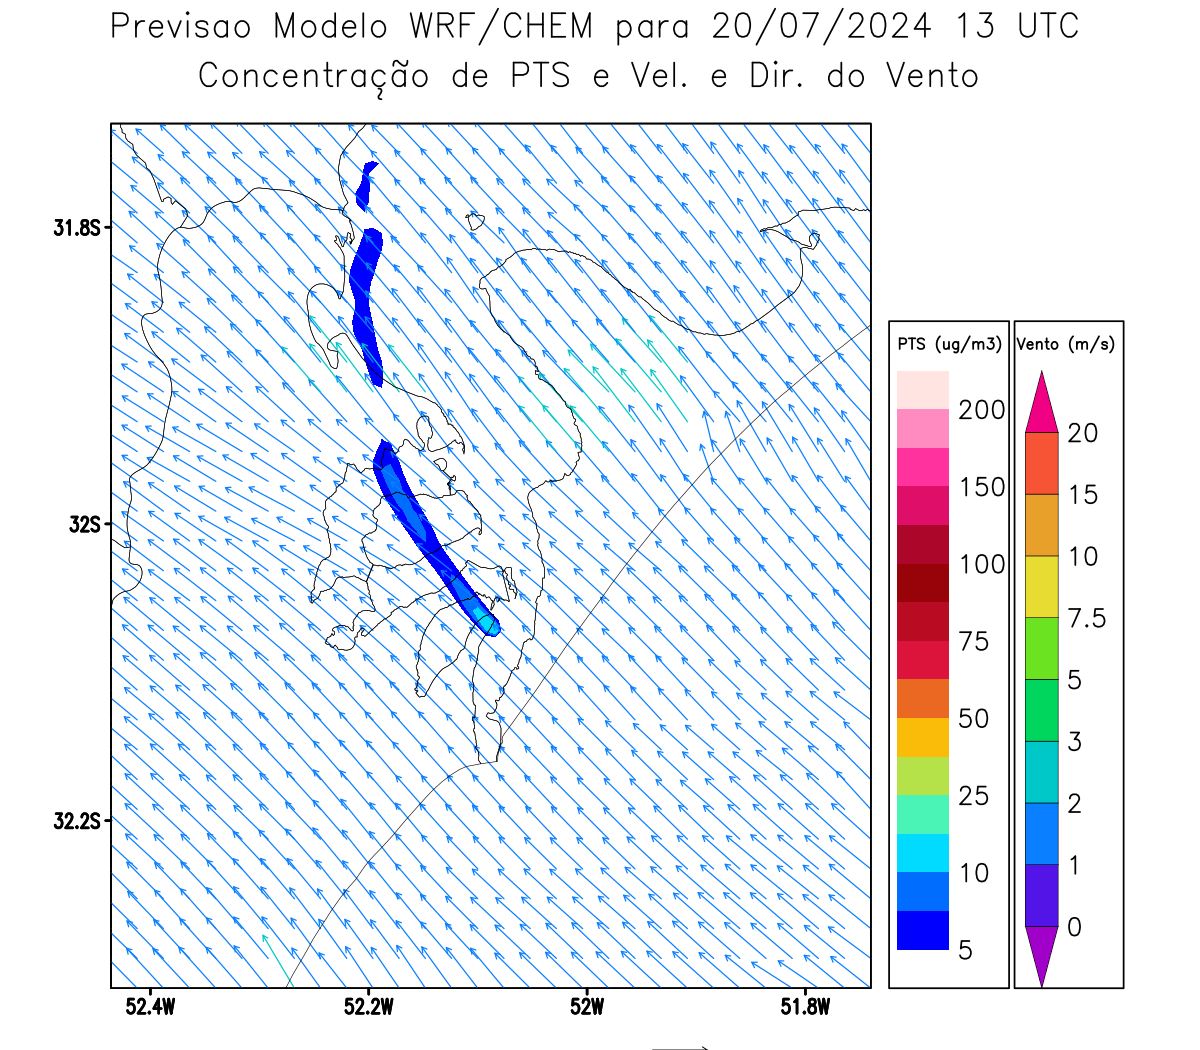 Previsao Modelo WRF/CHEM para 20/07/2024 13 UTC
Concentração de PTS e Vel. e Dir. do Vento
31.8S
32S
32.2S
52.4W
52.2W
52W
51.8W
PTS (ug/m3)
200
150
100
75
50
25
10
5
Vento (m/s)
20
15
10
7.5
5
3
2
1
0